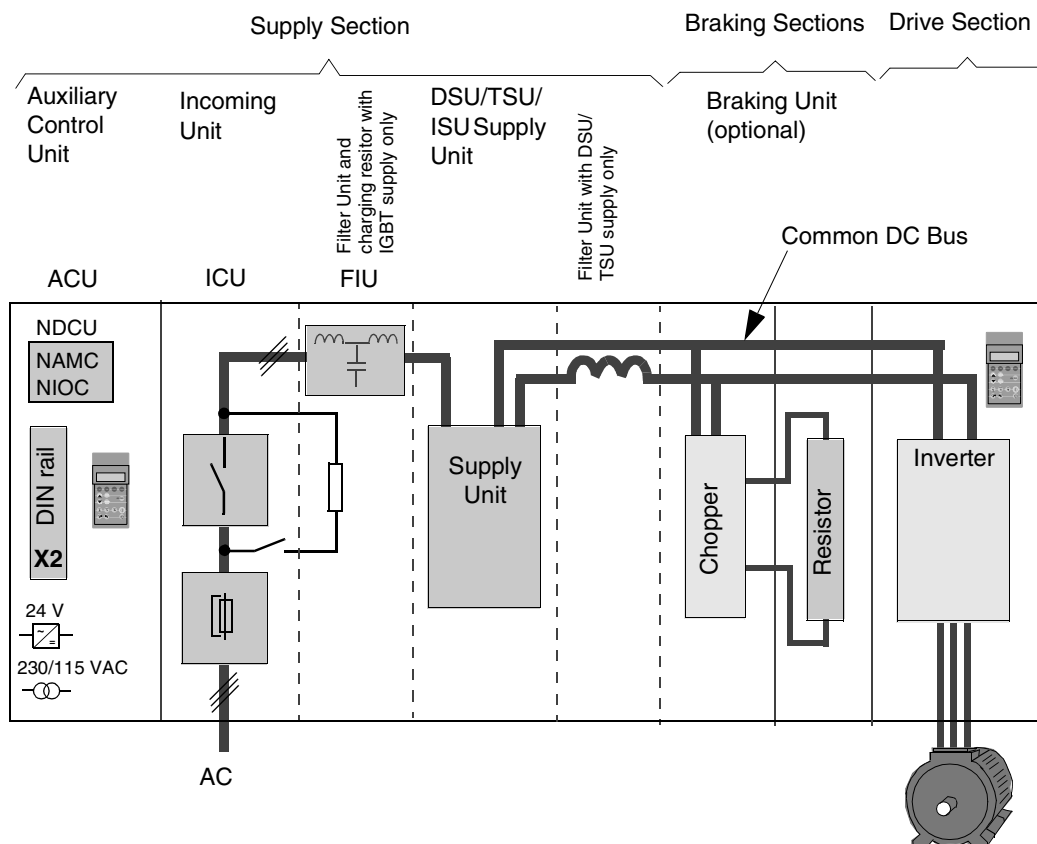 Supply Section
Braking Sections
Drive Section
Auxiliary
Control
Unit
Incoming
Unit
Filter Unit and
charging resitor with
IGBT supply only
DSU/TSU/
ISU Supply
Unit
Filter Unit with DSU/
TSU supply only
Braking Unit
(optional)
Common DC Bus
ACU
ICU
FIU
NDCU
NAMC
NIOC
DIN rail
X2
24 V
~
=
230/115 VAC
Supply
Unit
Chopper
Resistor
Inverter
AC